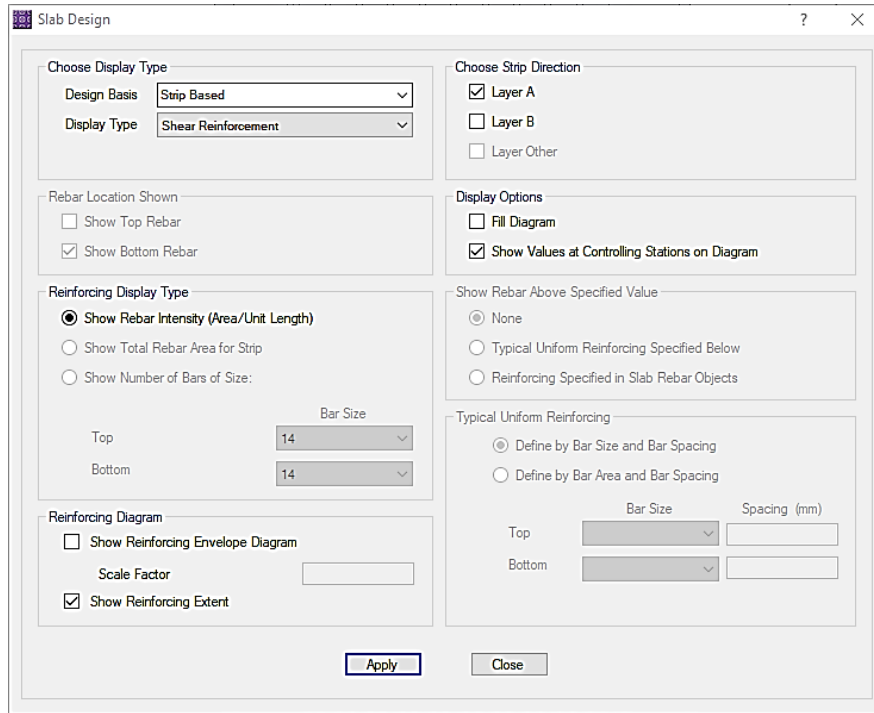 Slab Design
?
Choose Display Type
Design Basis
Strip Based
Display Type
Shear Reinforcement
Rebar Location Shown
Show Top Rebar
Show Bottom Rebar
Reinforcing Display Type
Show Rebar Intensity (Area/Unit Length)
Show Total Rebar Area for Strip
Show Number of Bars of Size:
Bar Size
Top
14
Bottom
14
Reinforcing Diagram
Show Reinforcing Envelope Diagram
Scale Factor
Show Reinforcing Extent
Choose Strip Direction
Layer A
Layer B
Layer Other
Display Options
Fill Diagram
Show Values at Controlling Stations on Diagram
Show Rebar Above Specified Value
None
Typical Uniform Reinforcing Specified Below
Reinforcing Specified in Slab Rebar Objects
Typical Uniform Reinforcing
Define by Bar Size and Bar Spacing
Define by Bar Area and Bar Spacing
Bar Size Spacing (mm)
Top
Bottom
Apply
Close